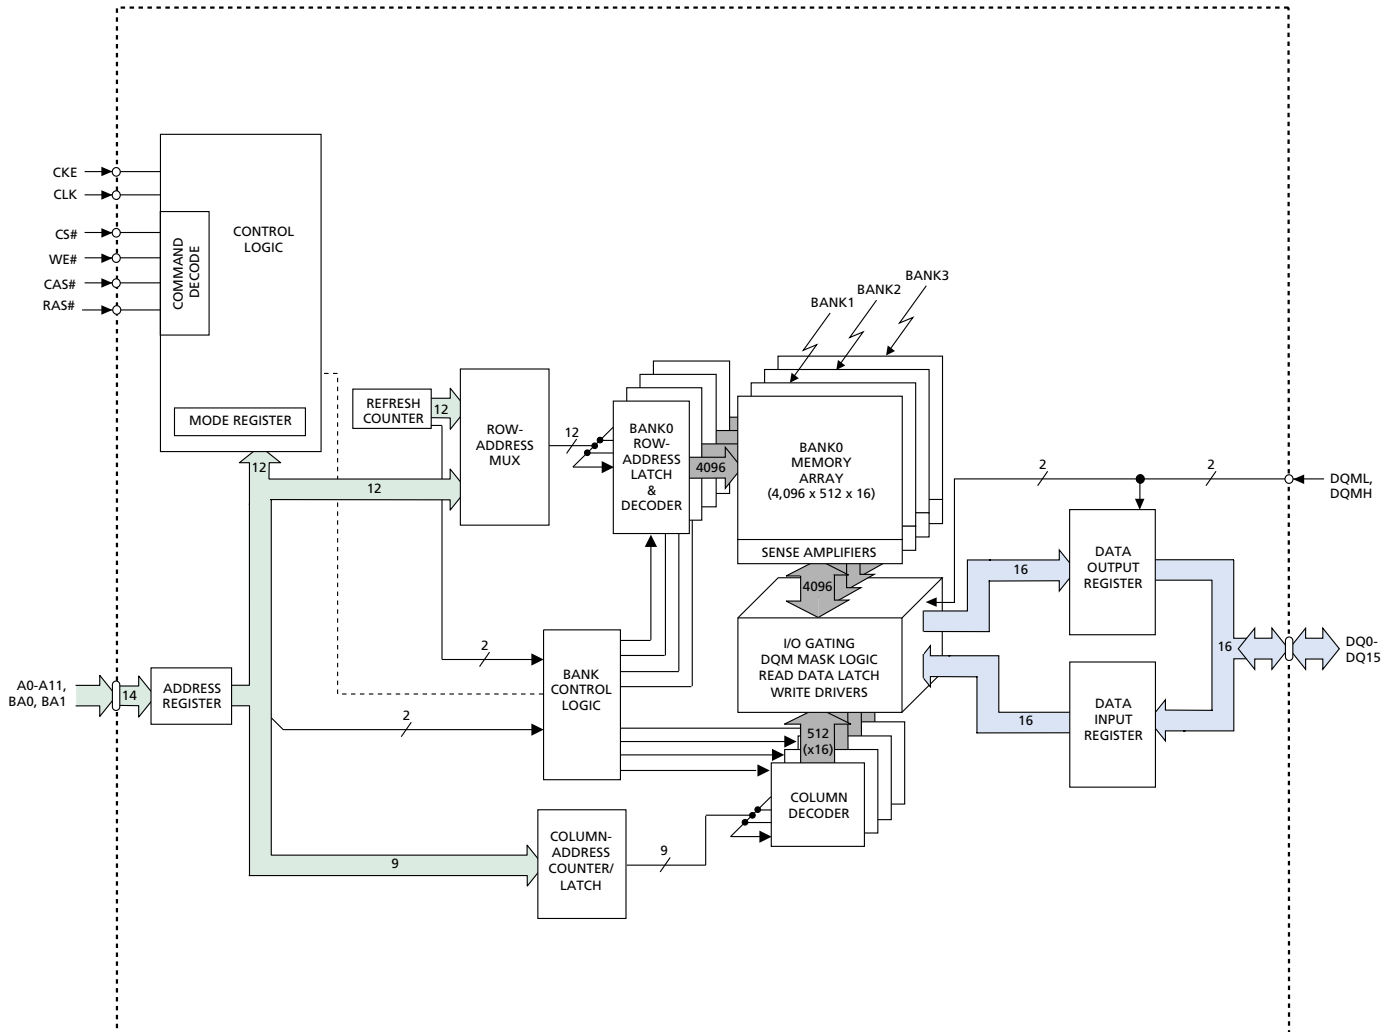 CKE
CLK
CS#
WE#
CAS#
RAS#
COMMAND
DECODE
CONTROL
LOGIC
MODE REGISTER
12
REFRESH
COUNTER
12
12
ROW-
ADDRESS
MUX
12
BANK0
ROW-
ADDRESS
LATCH
&
DECODER
4096
BANK1
BANK2
BANK3
BANK0
MEMORY
ARRAY
(4,096 x 512 x 16)
SENSE AMPLIFIERS
4096
I/O GATING
DQM MASK LOGIC
READ DATA LATCH
WRITE DRIVERS
2
2
DQML,
DQMH
16
DATA
OUTPUT
REGISTER
16
DQ0-
DQ15
16
DATA
INPUT
REGISTER
A0-A11,
BA0, BA1
14
ADDRESS
REGISTER
2
2
BANK
CONTROL
LOGIC
512
(x16)
COLUMN
DECODER
9
COLUMN-
ADDRESS
COUNTER/
LATCH
9